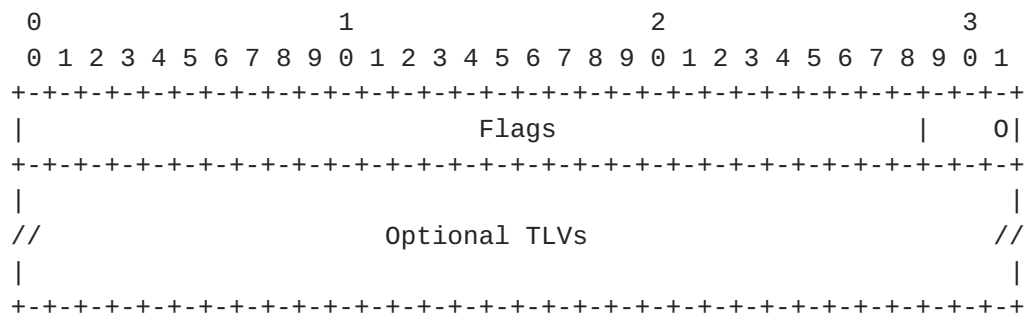 0                   1                   2                   3
 0 1 2 3 4 5 6 7 8 9 0 1 2 3 4 5 6 7 8 9 0 1 2 3 4 5 6 7 8 9 0 1
+-+-+-+-+-+-+-+-+-+-+-+-+-+-+-+-+-+-+-+-+-+-+-+-+-+-+-+-+-+-+-+-+
|                             Flags                       |    O|
+-+-+-+-+-+-+-+-+-+-+-+-+-+-+-+-+-+-+-+-+-+-+-+-+-+-+-+-+-+-+-+-+
|                                                               |
//                      Optional TLVs                          //
|                                                               |
+-+-+-+-+-+-+-+-+-+-+-+-+-+-+-+-+-+-+-+-+-+-+-+-+-+-+-+-+-+-+-+-+